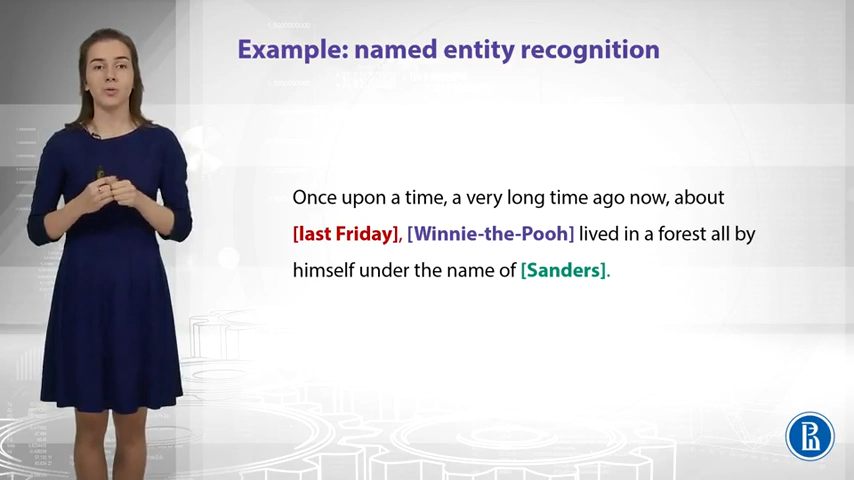 Example: named entity recognition
Once upon a time, a very long time ago now, about
[last Friday], [Winnie-the-Pooh] lived in a forest all by
himself under the name of [Sanders].